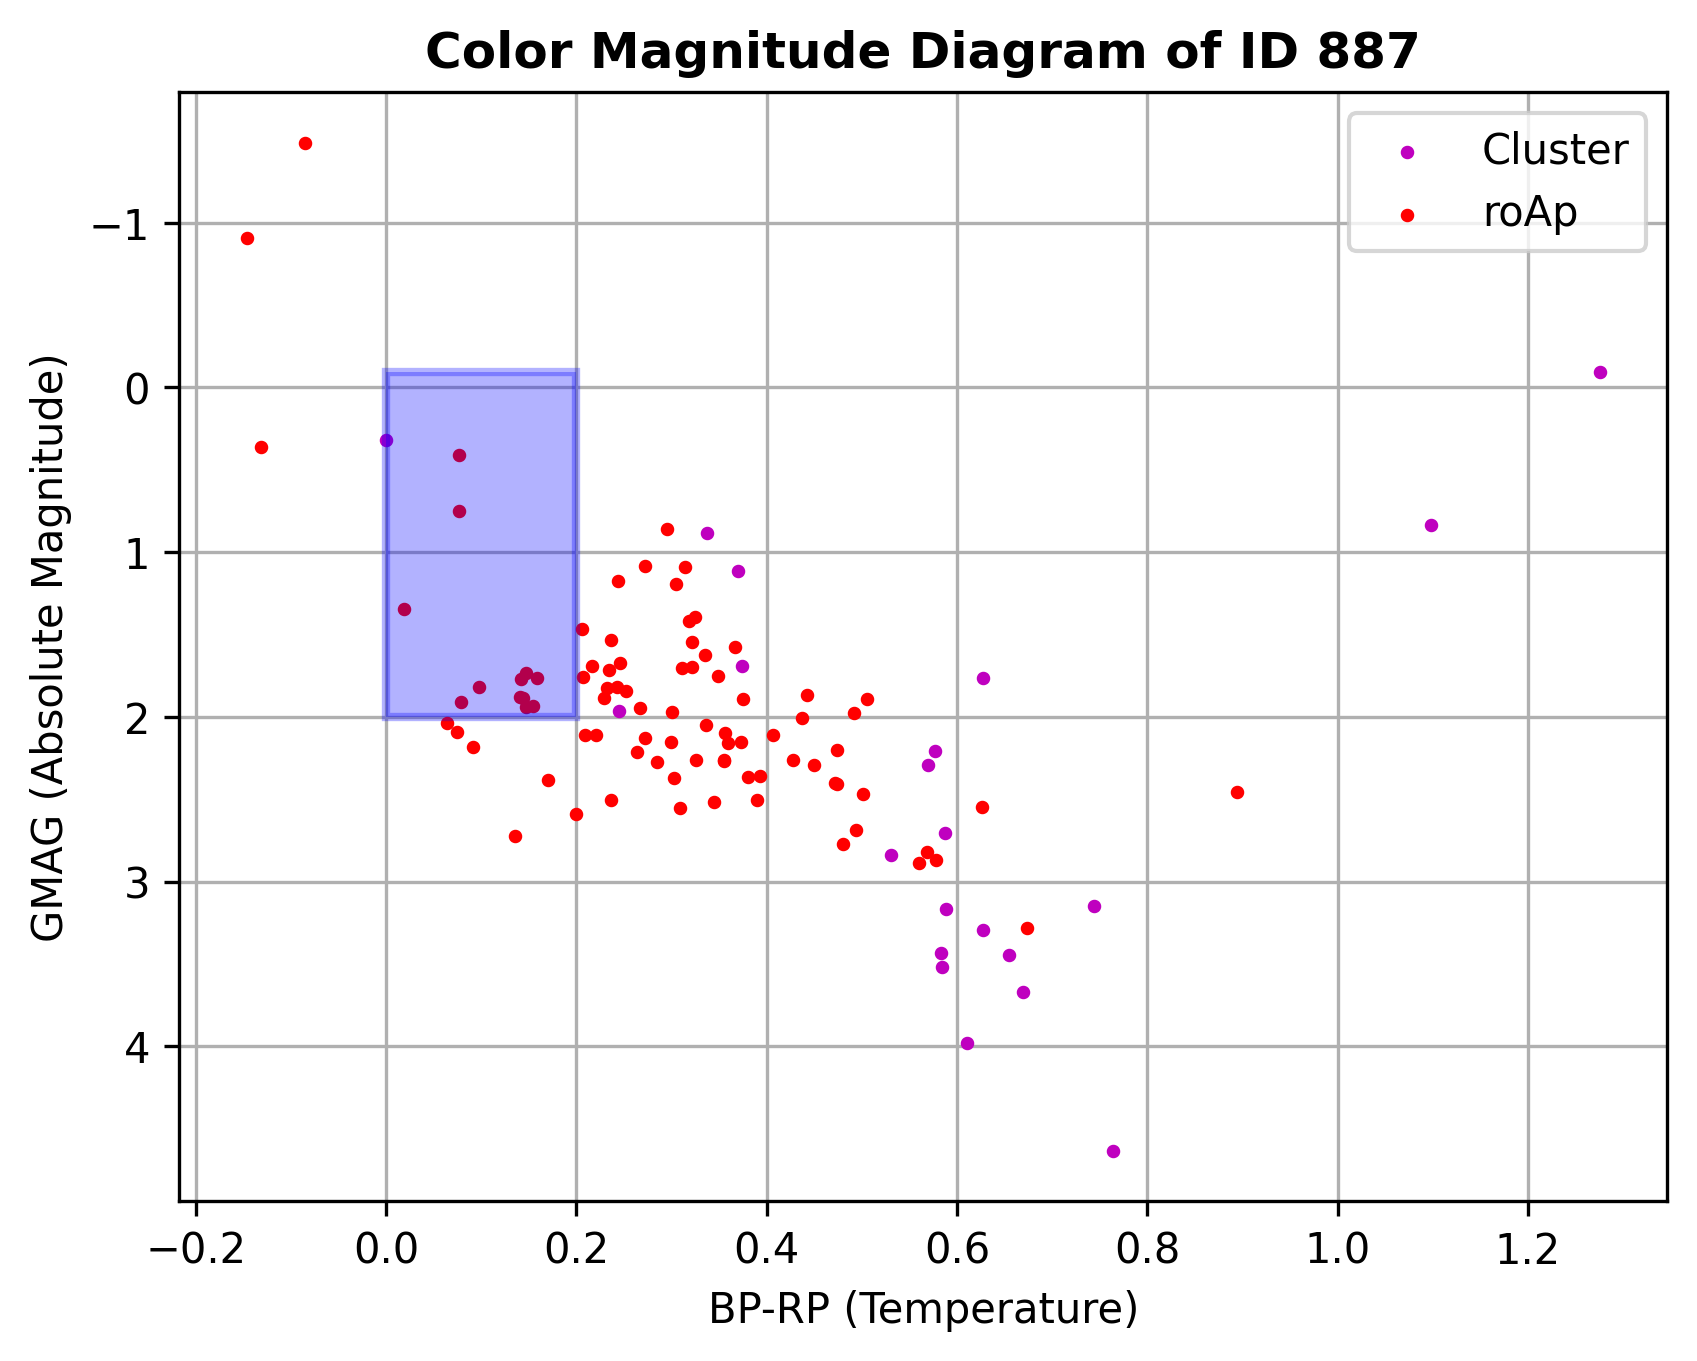 Color Magnitude Diagram of ID 887
Cluster
roAp
GMAG (Absolute Magnitude)
−1
0
1
2
3
4
−0.2 0.0 0.2 0.4 0.6 0.8 1.0 1.2
BP-RP (Temperature)